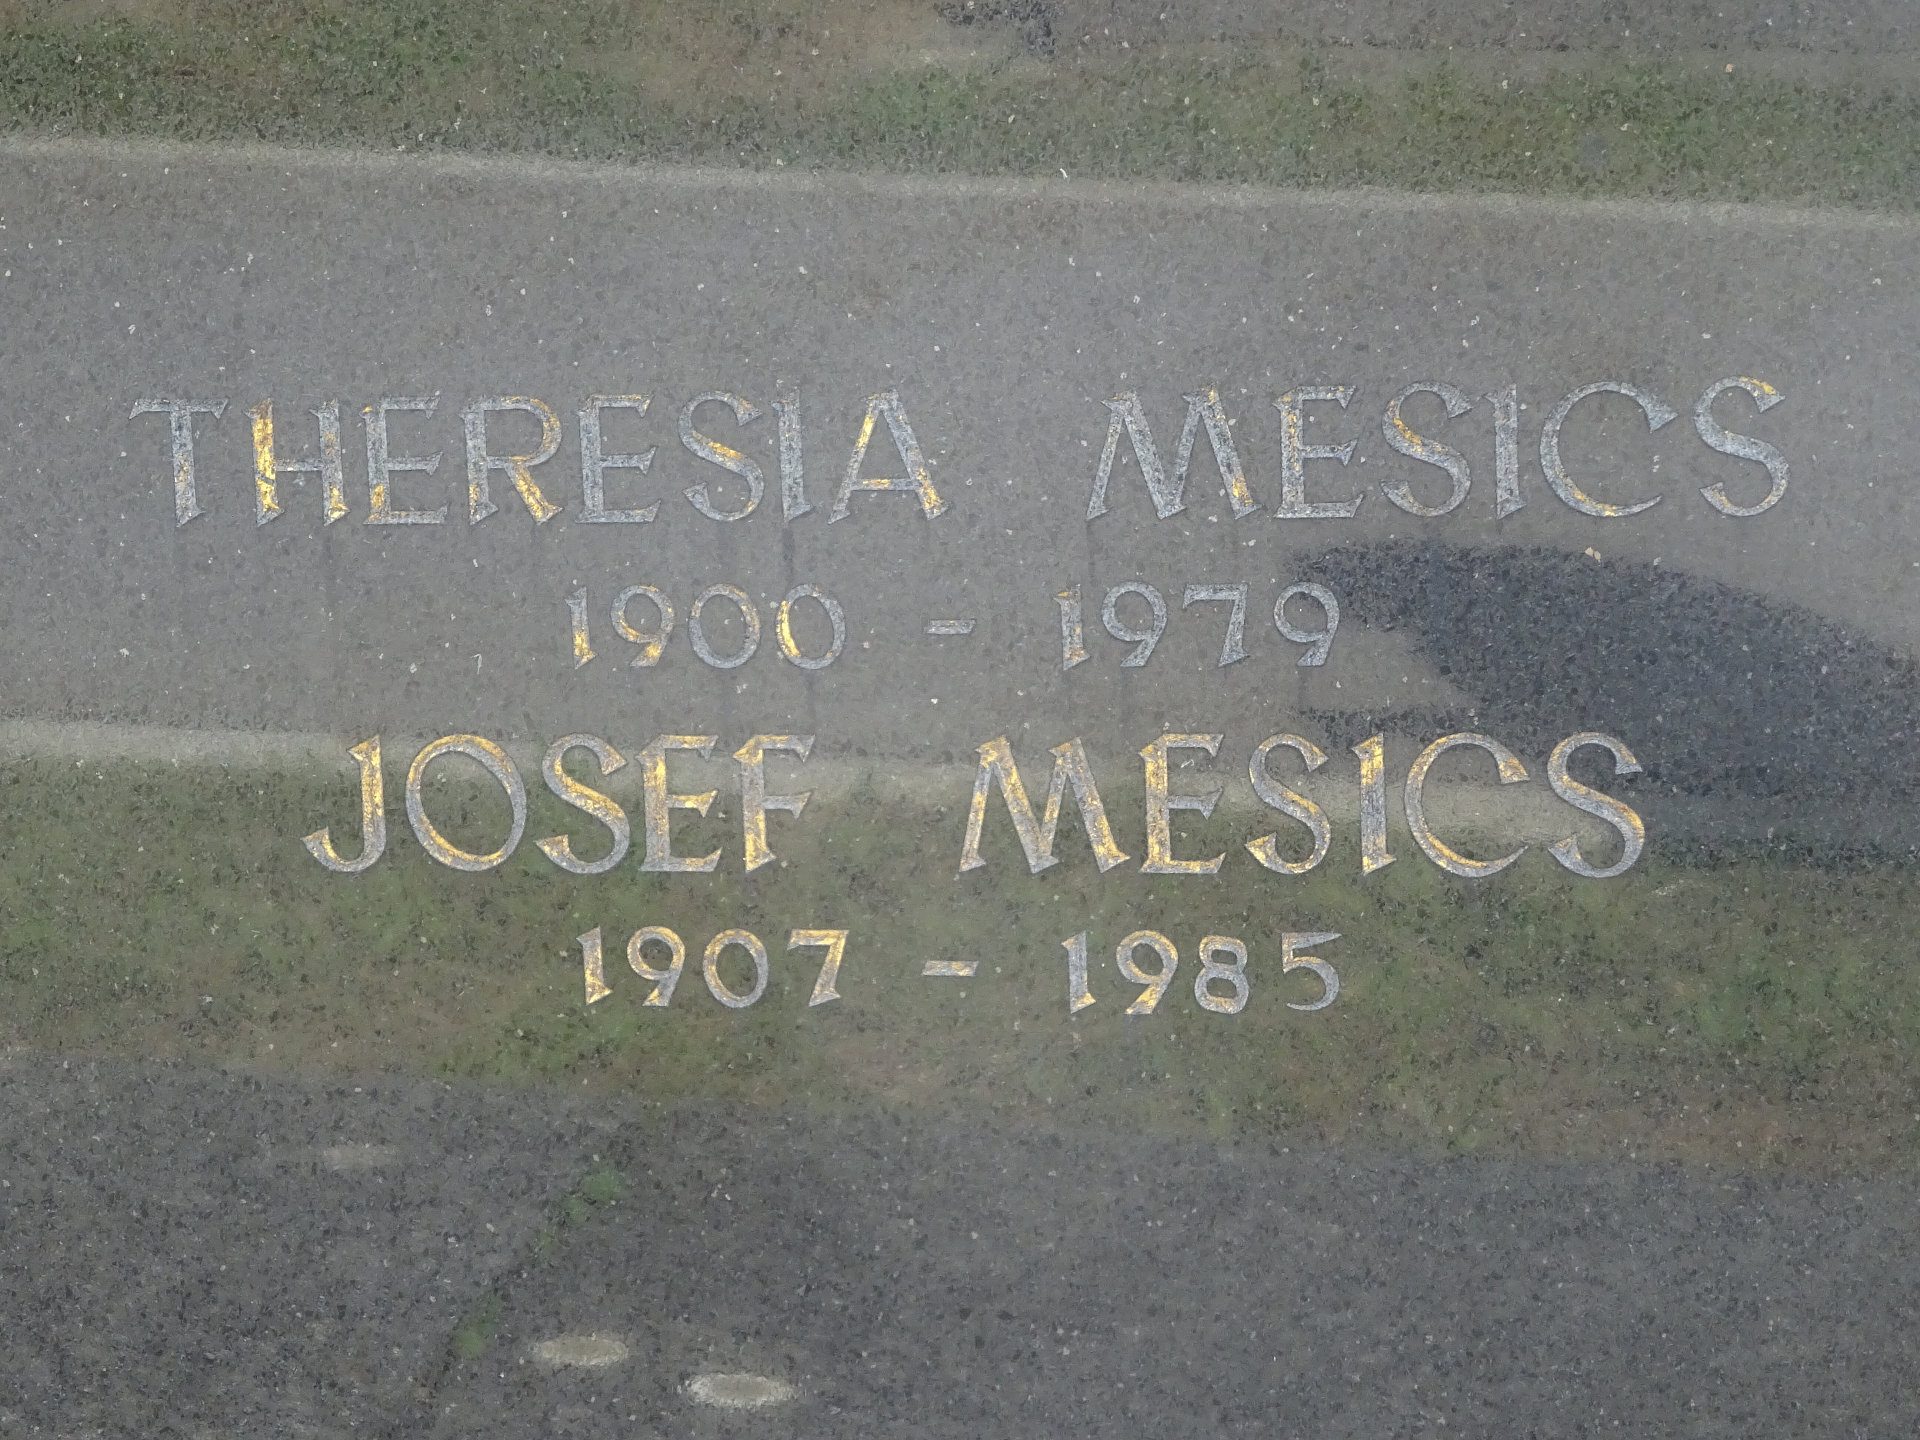 THERESIA MESICS
1900 - 1979
JOSEF MESICS
1907 - 1985